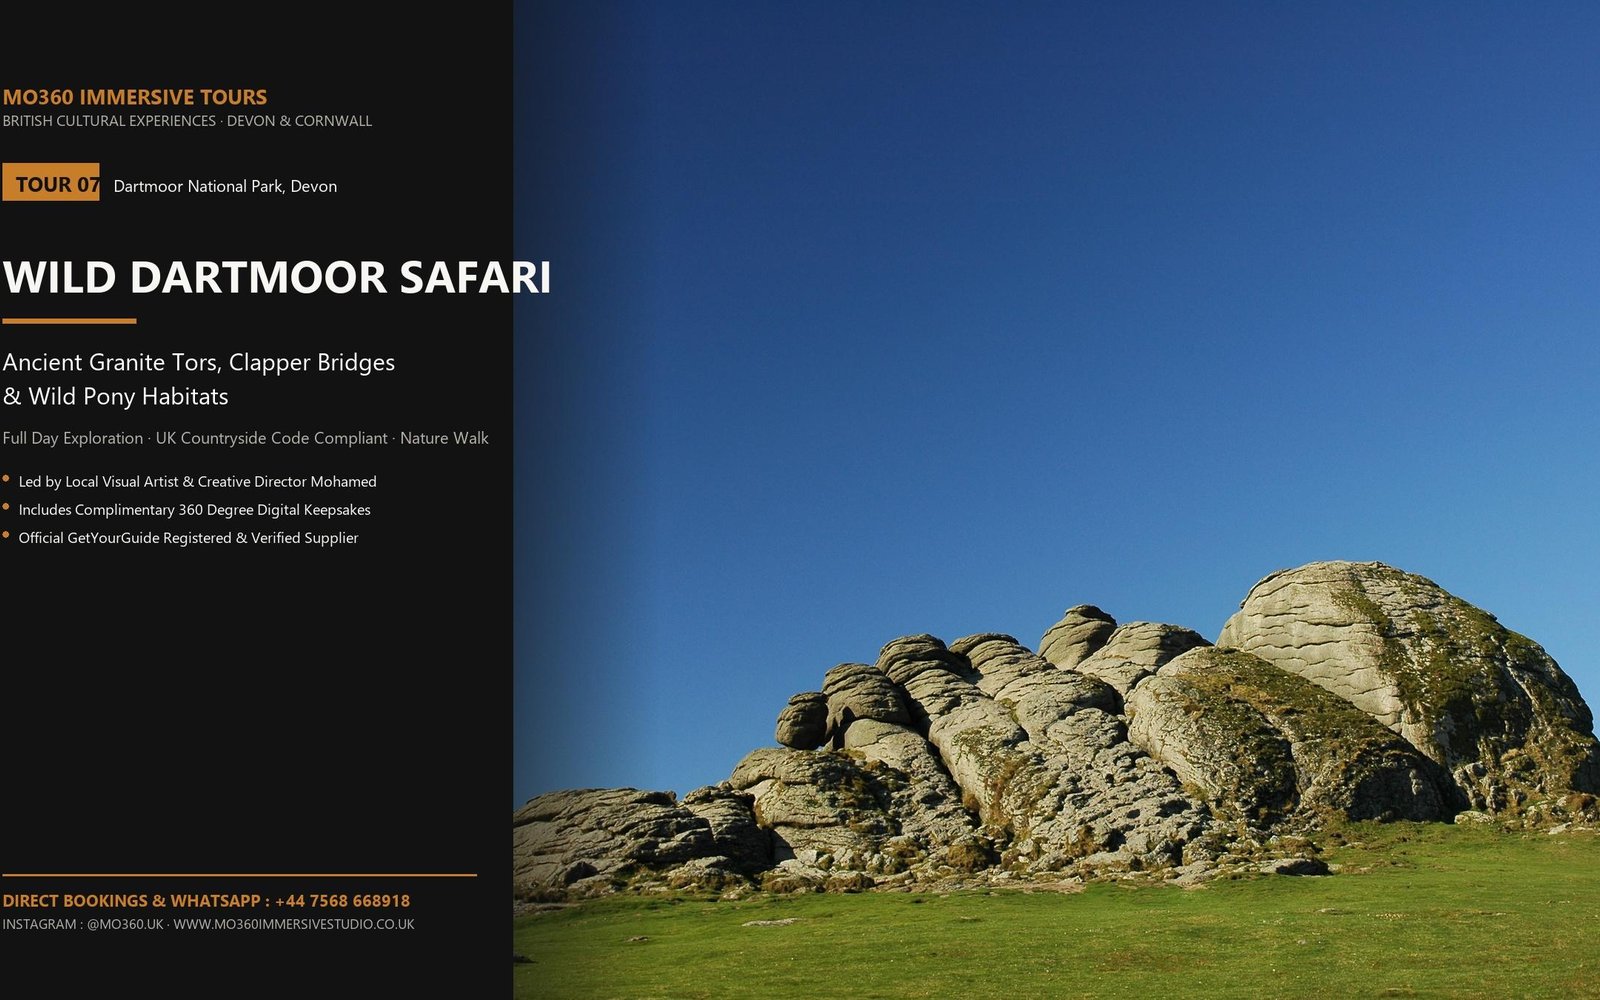 MO360 IMMERSIVE TOURS
BRITISH CULTURAL EXPERIENCES · DEVON & CORNWALL
TOUR 07
Dartmoor National Park, Devon
WILD DARTMOOR SAFARI
Ancient Granite Tors, Clapper Bridges
& Wild Pony Habitats
Full Day Exploration · UK Countryside Code Compliant · Nature Walk
• Led by Local Visual Artist & Creative Director Mohamed
• Includes Complimentary 360 Degree Digital Keepsakes
• Official GetYourGuide Registered & Verified Supplier
DIRECT BOOKINGS & WHATSAPP : +44 7568 668918
INSTAGRAM : @MO360.UK · WWW.MO360IMMERSIVESTUDIO.CO.UK